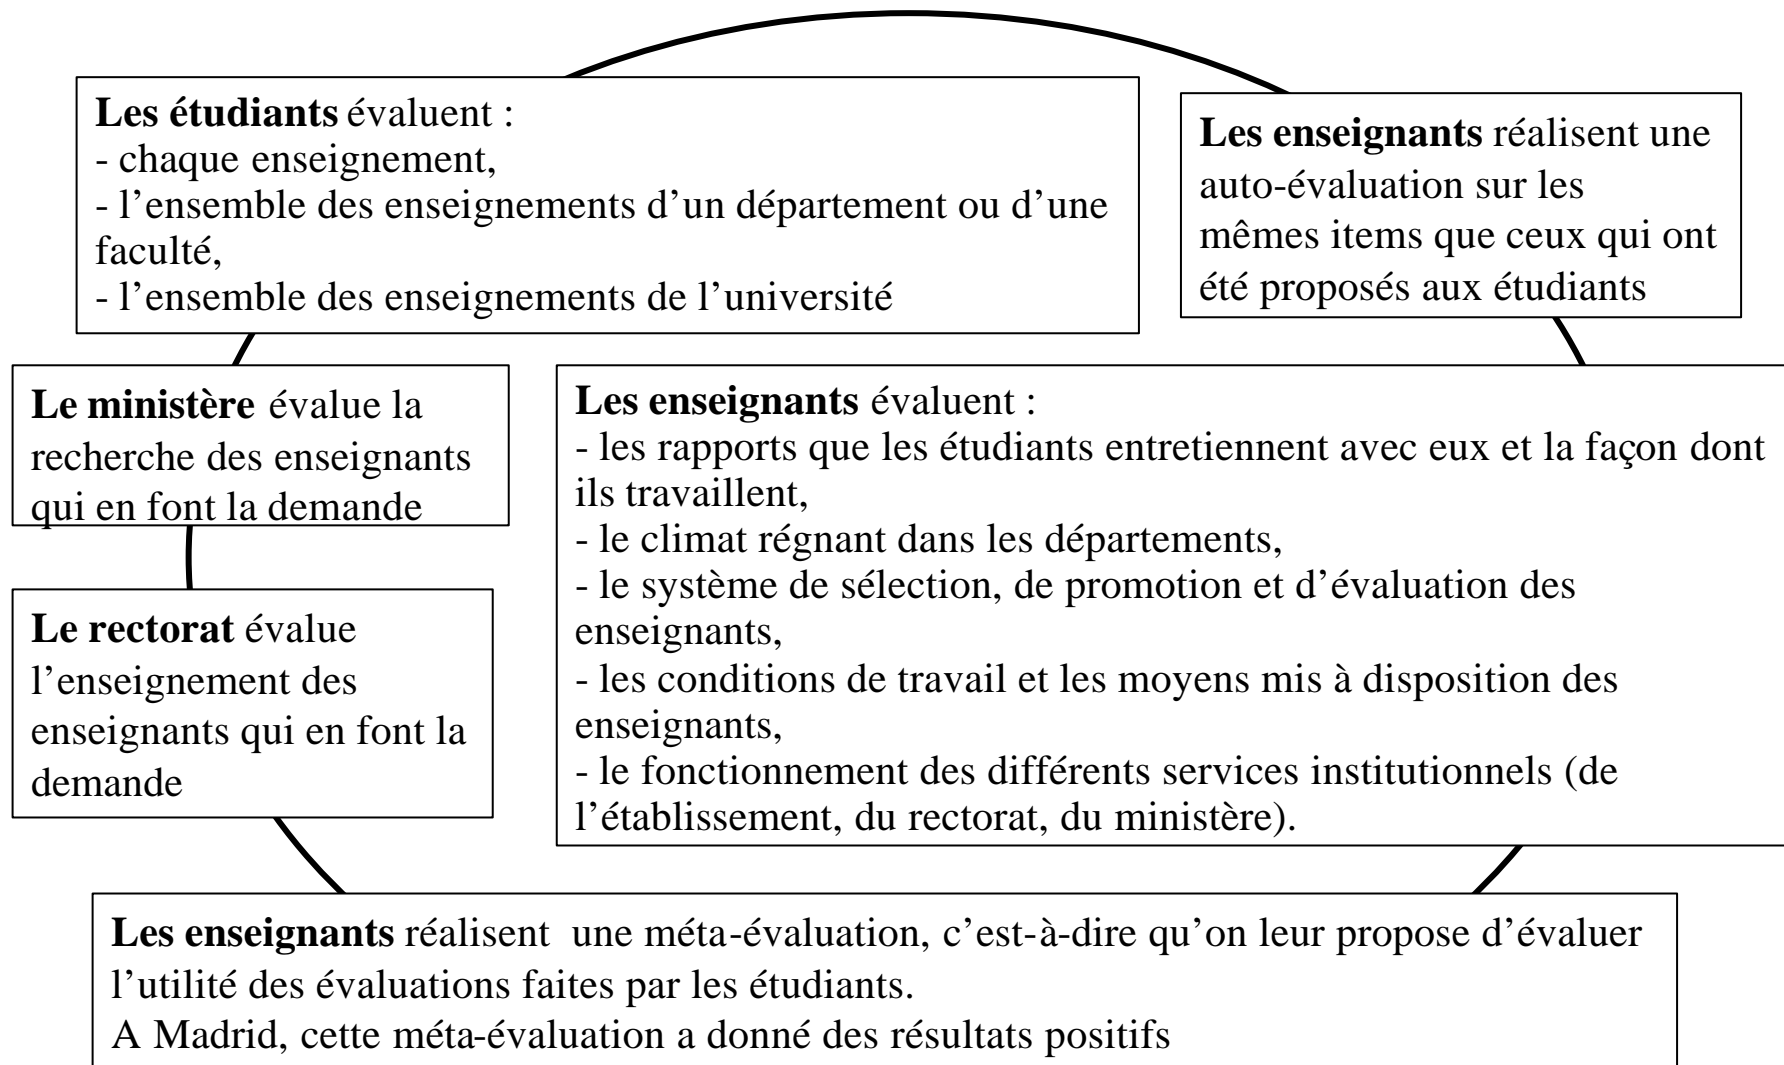 Les étudiants évaluent :
- chaque enseignement,
- l’ensemble des enseignements d’un département ou d’une
faculté,
- l’ensemble des enseignements de l’université
Les enseignants réalisent une
auto-évaluation sur les
mêmes items que ceux qui ont
été proposés aux étudiants
Le ministère évalue la
recherche des enseignants
qui en font la demande
Les enseignants évaluent :
- les rapports que les étudiants entretiennent avec eux et la façon dont
ils travaillent,
- le climat régnant dans les départements,
- le système de sélection, de promotion et d’évaluation des
enseignants,
- les conditions de travail et les moyens mis à disposition des
enseignants,
- le fonctionnement des différents services institutionnels (de
l’établissement, du rectorat, du ministère).
Le rectorat évalue
l’enseignement des
enseignants qui en font la
demande
Les enseignants réalisent une méta-évaluation, c’est-à-dire qu’on leur propose d’évaluer
l’utilité des évaluations faites par les étudiants.
A Madrid, cette méta-évaluation a donné des résultats positifs